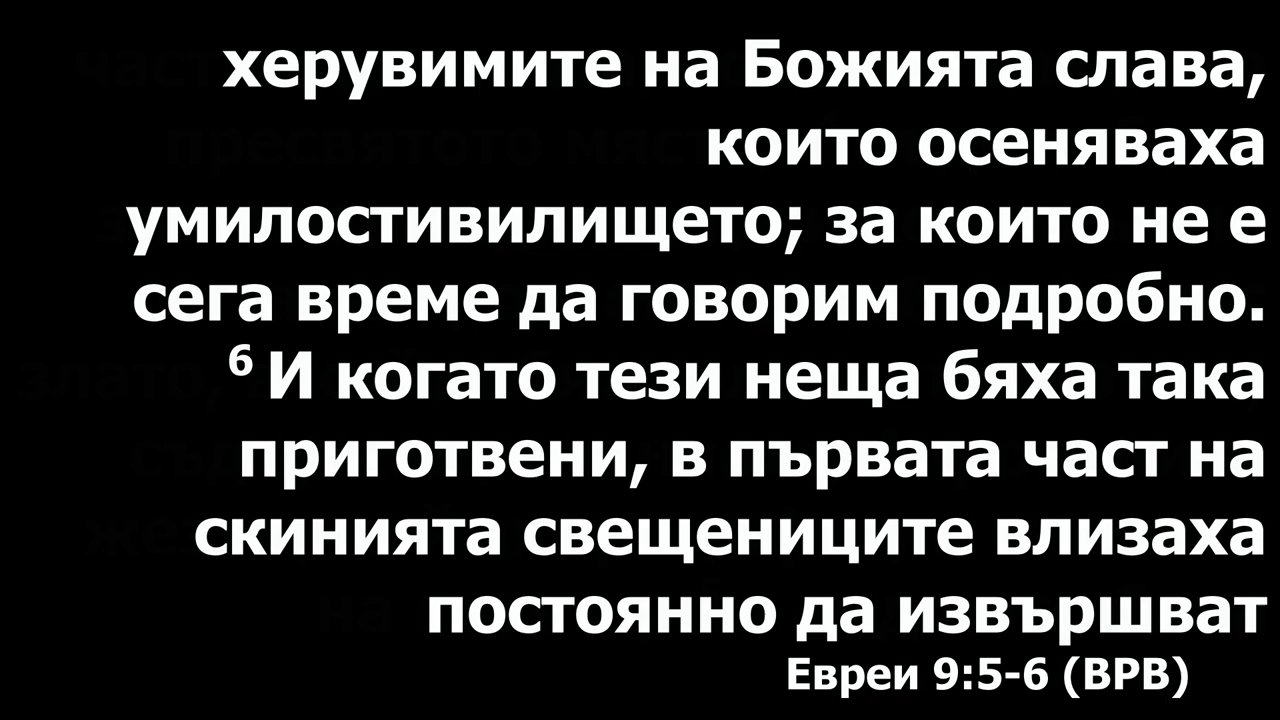 херувимите на Божията слава,
които осеняваха
умилостивилището; за които не е
сега време да говорим подробно.
6 И когато тези неща бяха така
приготвени, в първата част на
скинията свещениците влизаха
постоянно да извършват
Евреи 9:5-6 (ВРВ)